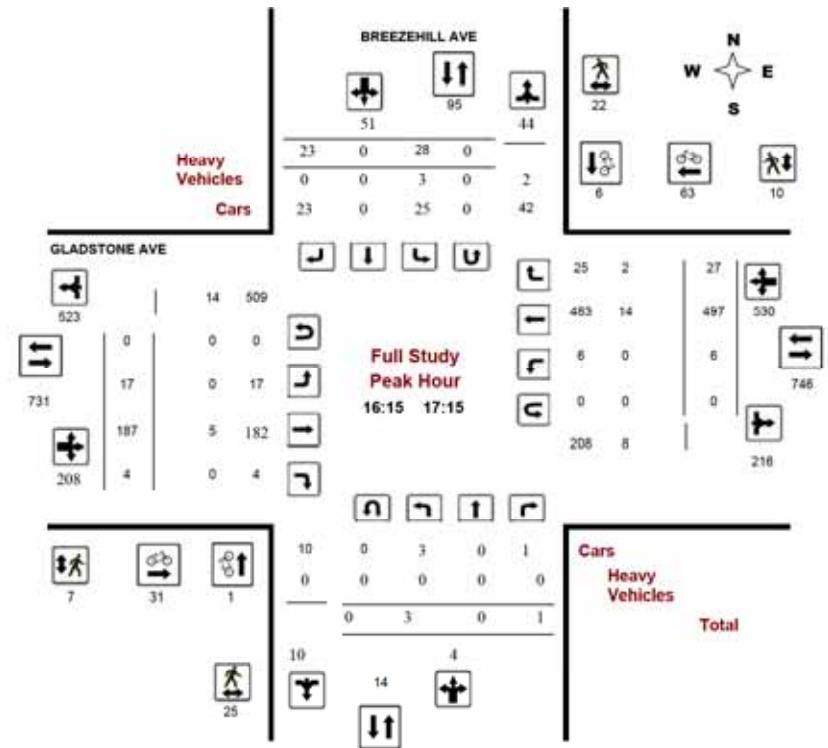 BREEZEHILL AVE
N
W E
S
95
51 44
22
23 0 28 0
Heavy
Vehicles
0 0 3 0 2
Cars
23 0 25 0 42
6 63 10
GLADSTONE AVE
14 509
523
25 2 27
530
483 14 497
0 0 0
6 0 6
746
731
17 0 17
0 0 0
187 5 182
208
208 8
216
4 0 4
Full Study
Peak Hour
16:15 17:15
10 0 3 0 1
0 0 0 0 0
0 3 0 1
10 14 4
7 31 1
25
Cars
Heavy
Vehicles
Total